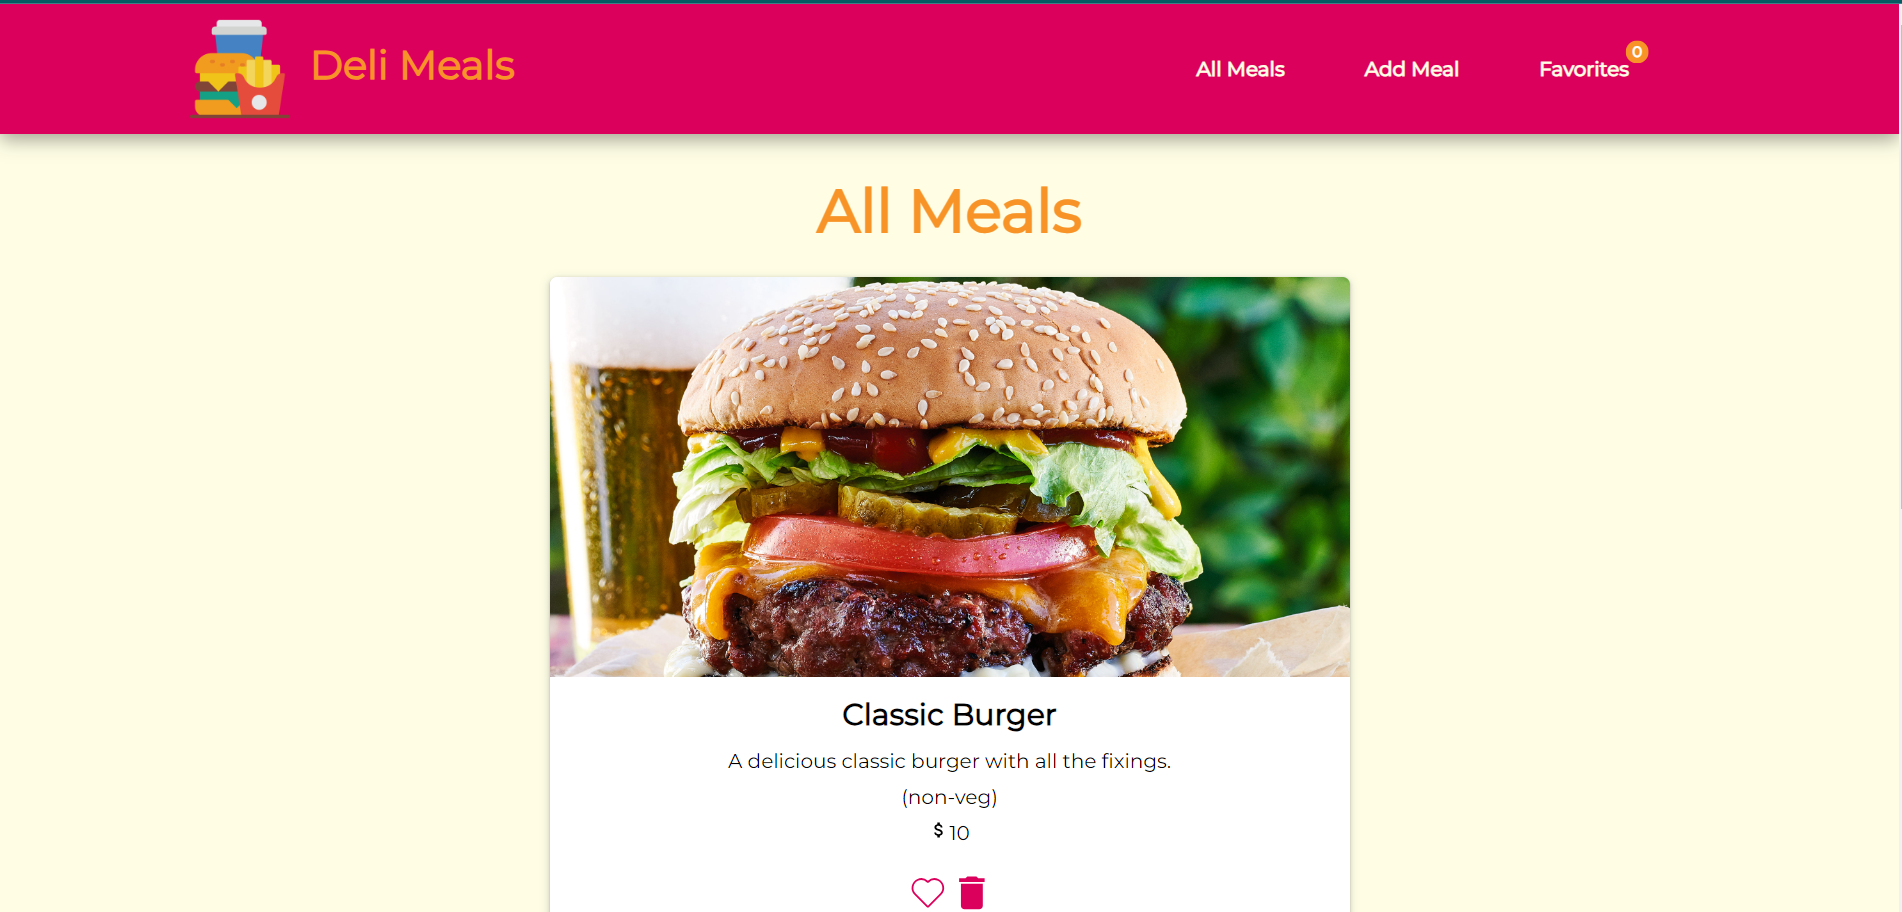 Deli Meals
All Meals
Add Meal
Favorites
0
All Meals
Classic Burger
A delicious classic burger with all the fixings.
(non-veg)
$ 10